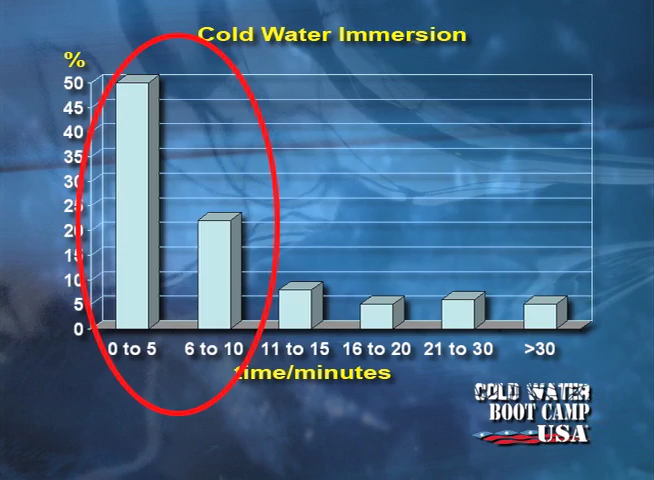 Cold Water Immersion
%
50
45
40
35
30
25
20
15
10
5
0
0 to 5 6 to 10 11 to 15 16 to 20 21 to 30 >30
time/minutes
COLD WATER
BOOT CAMP
USA